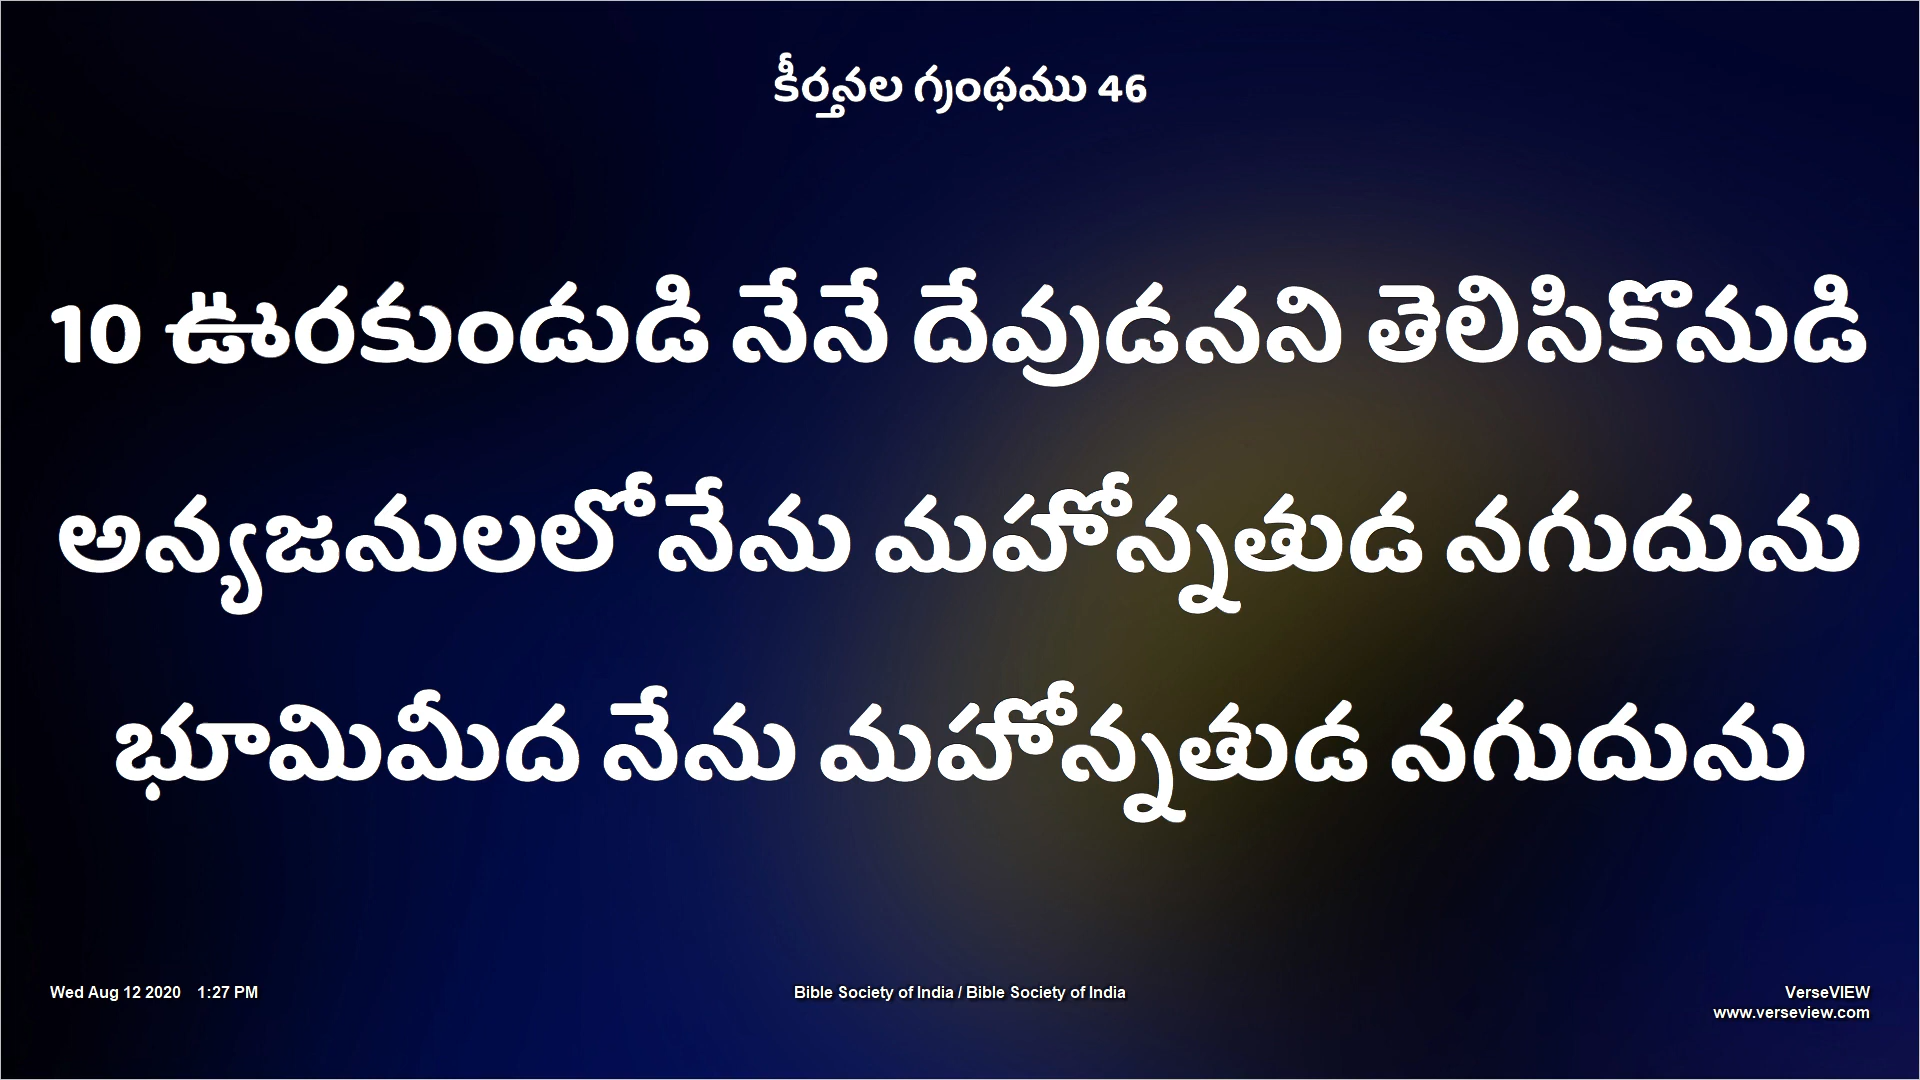 కీర్తనల గ్రంథము 46
10 ఊరకుండుడి నేనే దేవుడనని తెలిసికొనుడి
అన్యజనులలో నేను మహోన్నతుడ నగుదును
భూమిమీద నేను మహోన్నతుడ నగుదును
Wed Aug 12 2020 1:27 PM
Bible Society of India / Bible Society of India
VerseVIEW
www.verseview.com